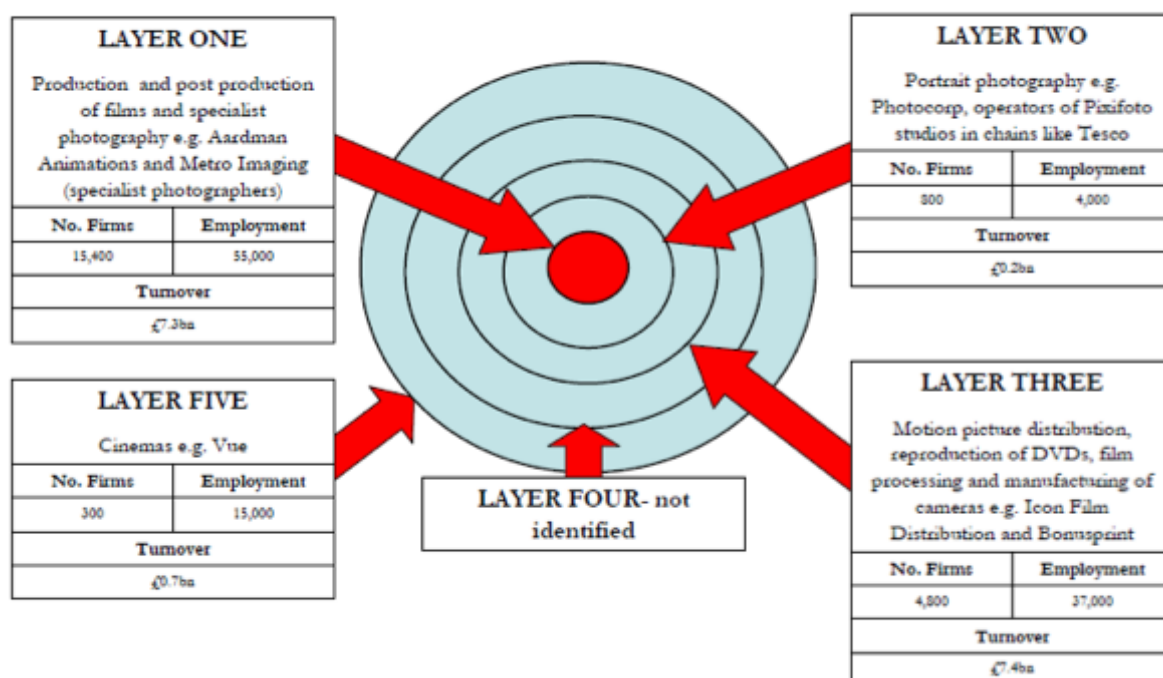 LAYER ONE
Production and post production
of films and specialist
photography e.g. Aardman
Animations and Metro Imaging
(specialist photographers)
No. Firms Employment
15,400 55,000
Turnover
£7.3bn
LAYER TWO
Portrait photography e.g.
Photocorp, operators of Pixifoto
studios in chains like Tesco
No. Firms Employment
800 4,000
Turnover
£0.2bn
LAYER FIVE
Cinemas e.g. Vue
No. Firms Employment
300 15,000
Turnover
£0.7bn
LAYER FOUR- not
identified
LAYER THREE
Motion picture distribution,
reproduction of DVDs, film
processing and manufacturing of
cameras e.g. Icon Film
Distribution and Bonusprint
No. Firms Employment
4,800 37,000
Turnover
£7.4bn